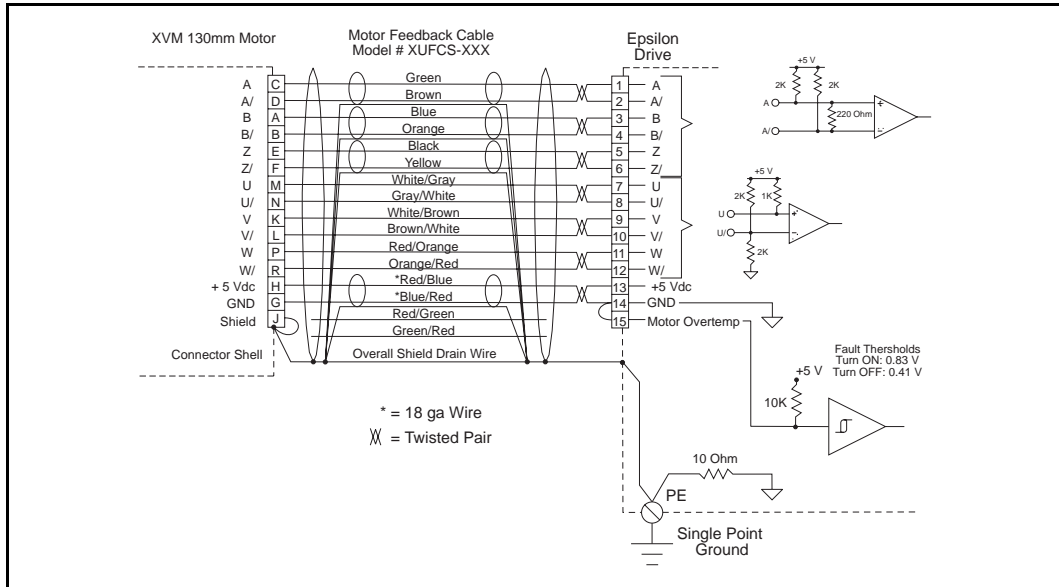 XVM 130mm Motor
Motor Feedback Cable
Model # XUFCS-XXX
Epsilon
Drive
A C Green 1 A
A/ D Brown 2 A/
B A Blue 3 B
B/ B Orange 4 B/
Z E Black 5 Z
Z/ F Yellow 6 Z/
U M White/Gray 7 U
U/ N Gray/White 8 U/
V K White/Brown 9 V
V/ L Brown/White 10 V/
W P Red/Orange 11 W
W/ R Orange/Red 12 W/
+ 5 Vdc H *Red/Blue 13 +5 Vdc
GND G *Blue/Red 14 GND
Shield J Red/Green 15 Motor Overtemp
Green/Red
Connector Shell
Overall Shield Drain Wire
* = 18 ga Wire
= Twisted Pair
+5 V
2K 2K
A
220 Ohm
A/
+
-
+5 V
2K 1K
U
U/
+
-
2K
Fault Thersholds
Turn ON: 0.83 V
Turn OFF: 0.41 V
+5 V
10K
10 Ohm
PE
Single Point
Ground